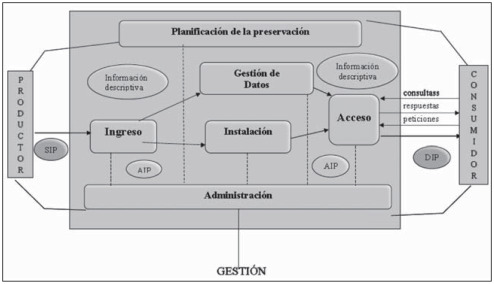 Planificación de la preservación
Información
descriptiva
Gestión de
Datos
Información
descriptiva
PRODUCTOR
CONSUMIDOR
consultass
respuestas
peticiones
Ingreso
Instalación
Acceso
SIP
AIP
AIP
DIP
Administración
GESTIÓN